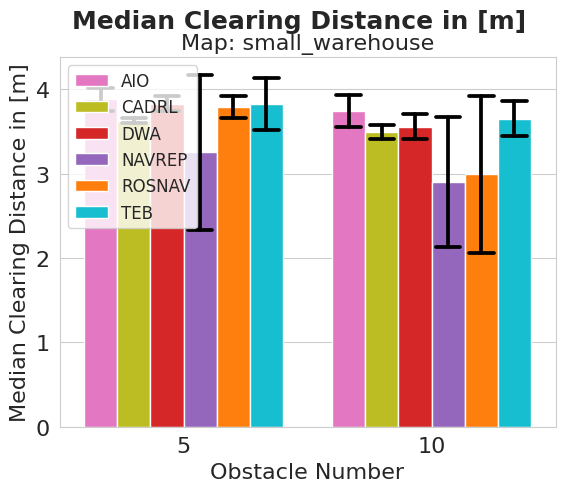 Median Clearing Distance in [m]
Map: small_warehouse
Median Clearing Distance in [m]
4
3
2
1
0
AIO
CADRL
DWA
NAVREP
ROSNAV
TEB
5
10
Obstacle Number